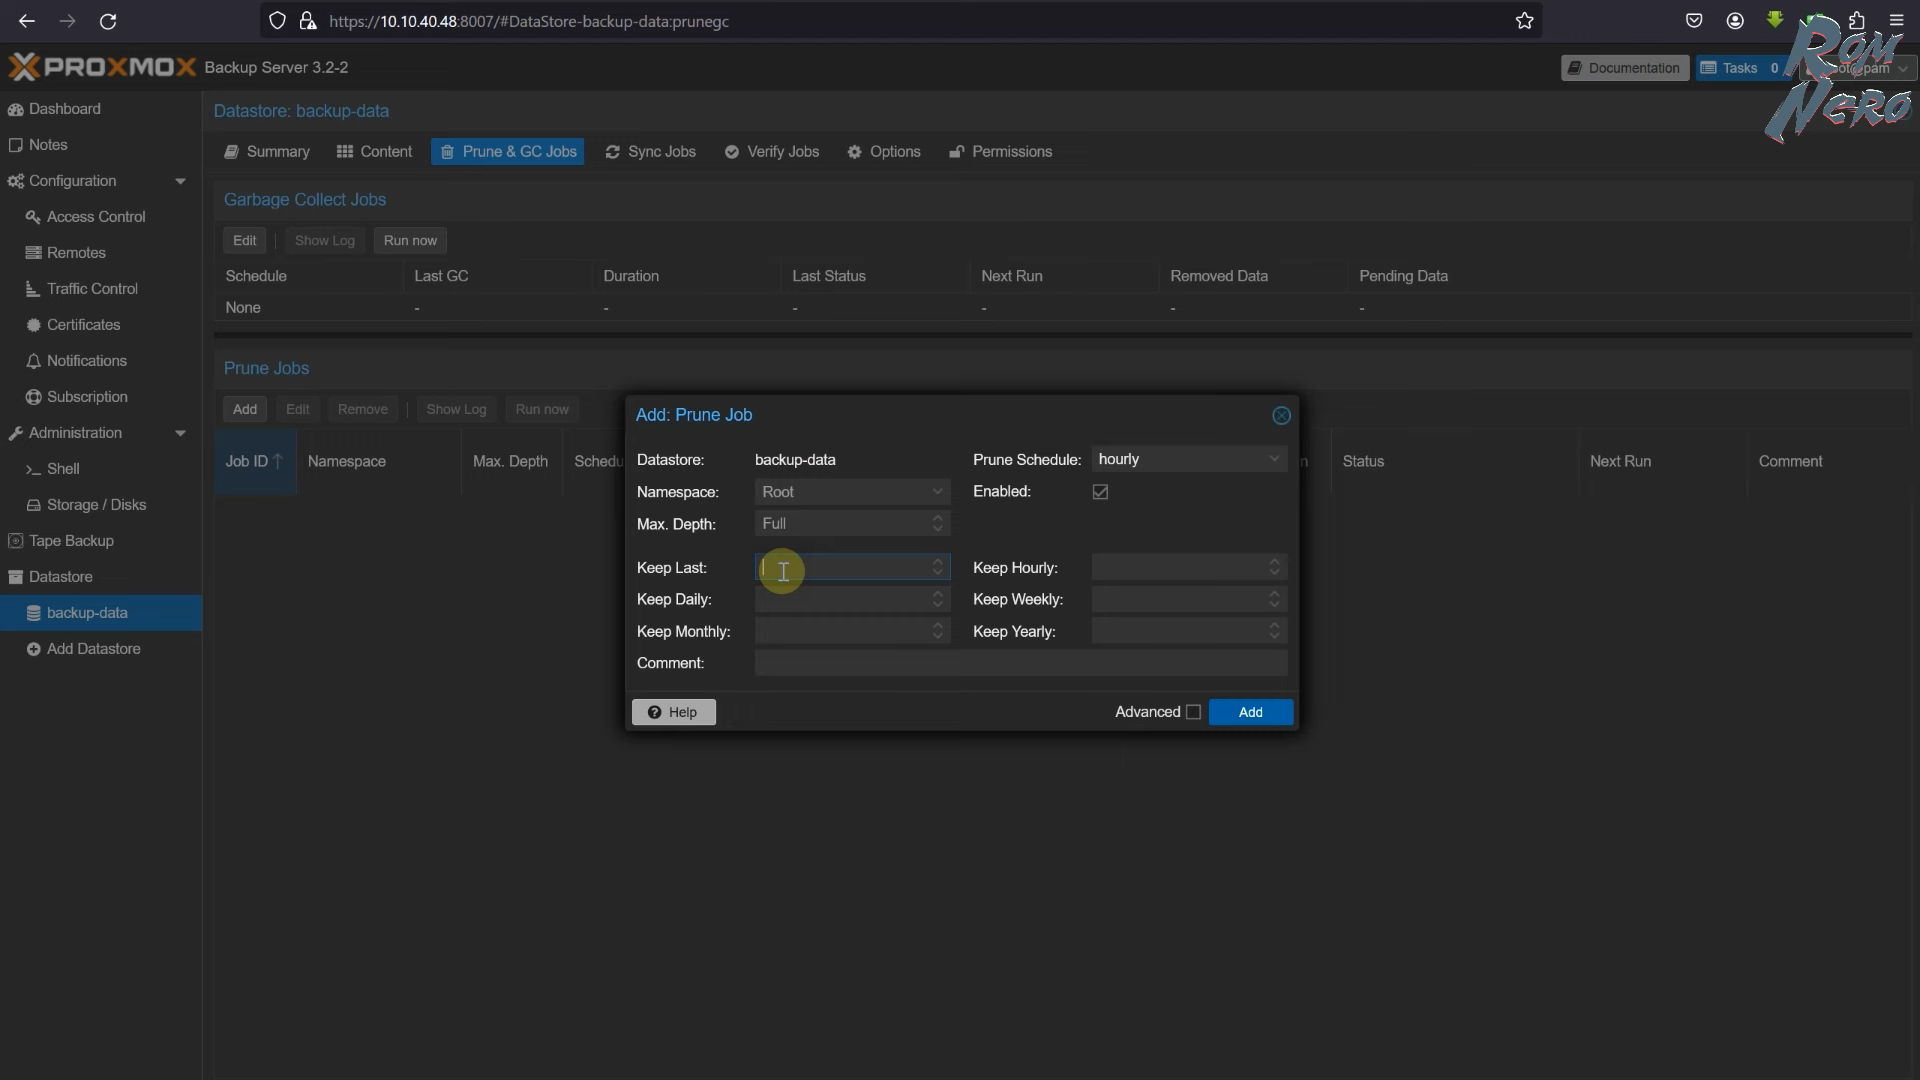 https://10.10.40.48:8007/#DataStore-backup-data:prunegc
PROXMOX Backup Server 3.2-2
Documentation
Tasks 0
Rom
Nero
Dashboard
Notes
Configuration
Access Control
Remotes
Traffic Control
Certificates
Notifications
Subscription
Administration
Shell
Storage / Disks
Tape Backup
Datastore
backup-data
Add Datastore
Datastore: backup-data
Summary Content Prune & GC Jobs Sync Jobs Verify Jobs Options Permissions
Garbage Collect Jobs
Edit Show Log Run now
Schedule Last GC Duration Last Status Next Run Removed Data Pending Data
None - - - - - -
Prune Jobs
Add Edit Remove Show Log Run now
Job ID Namespace Max. Depth Schedu n Status Next Run Comment
Add: Prune Job
Datastore: backup-data Prune Schedule: hourly
Namespace: Root Enabled:
Max. Depth: Full
Keep Last: Keep Hourly:
Keep Daily: Keep Weekly:
Keep Monthly: Keep Yearly:
Comment:
Help Advanced Add